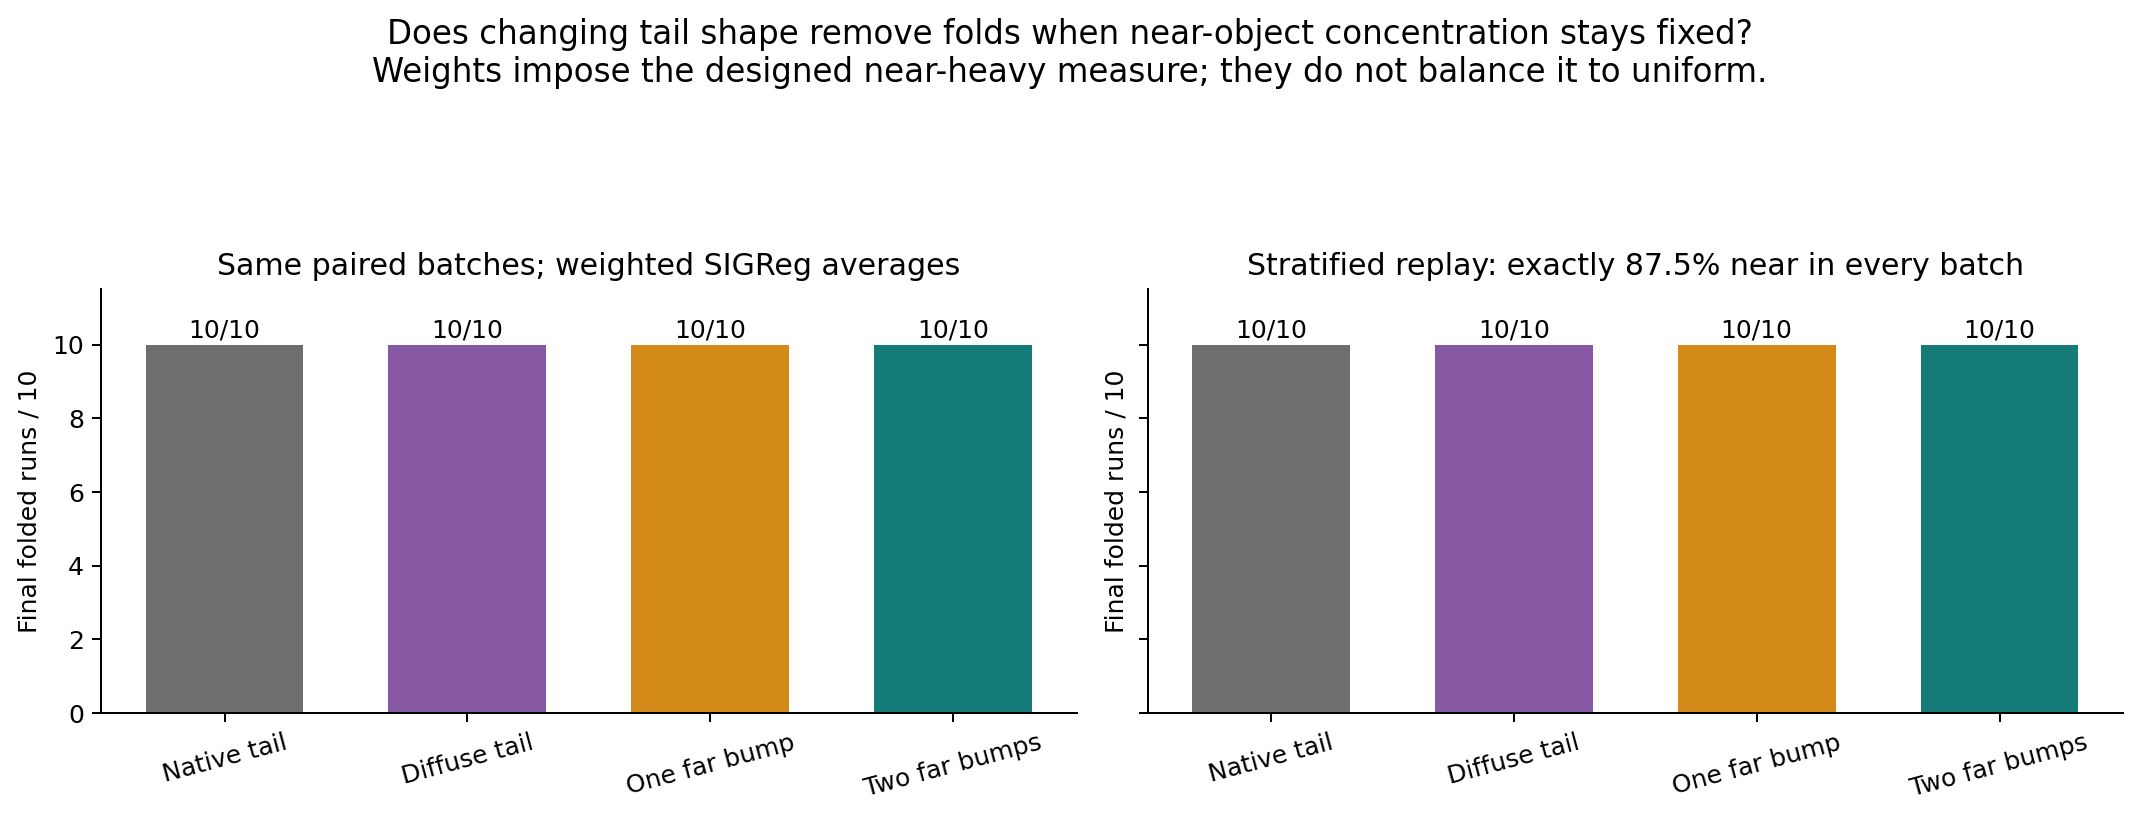 Does changing tail shape remove folds when near-object concentration stays fixed?
Weights impose the designed near-heavy measure; they do not balance it to uniform.
Same paired batches; weighted SIGReg averages
Final folded runs / 10
10
8
6
4
2
0
10/10
10/10
10/10
10/10
Native tail
Diffuse tail
One far bump
Two far bumps
Stratified replay: exactly 87.5% near in every batch
Final folded runs / 10
10/10
10/10
10/10
10/10
Native tail
Diffuse tail
One far bump
Two far bumps